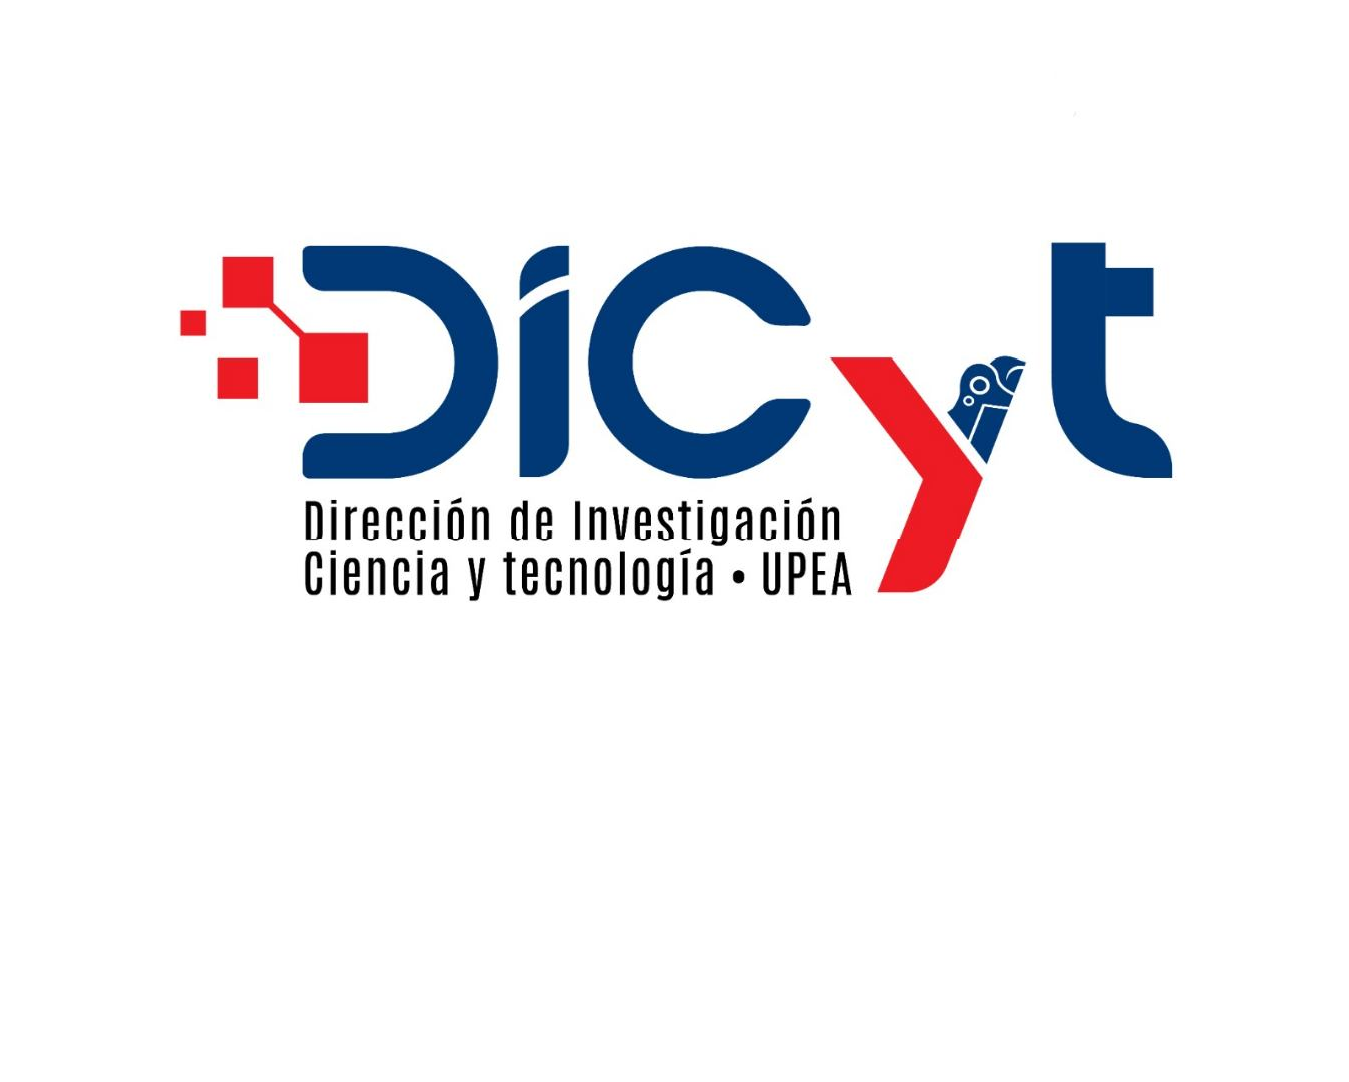 DiCyt
Dirección de Investigación
Ciencia y tecnología • UPEA